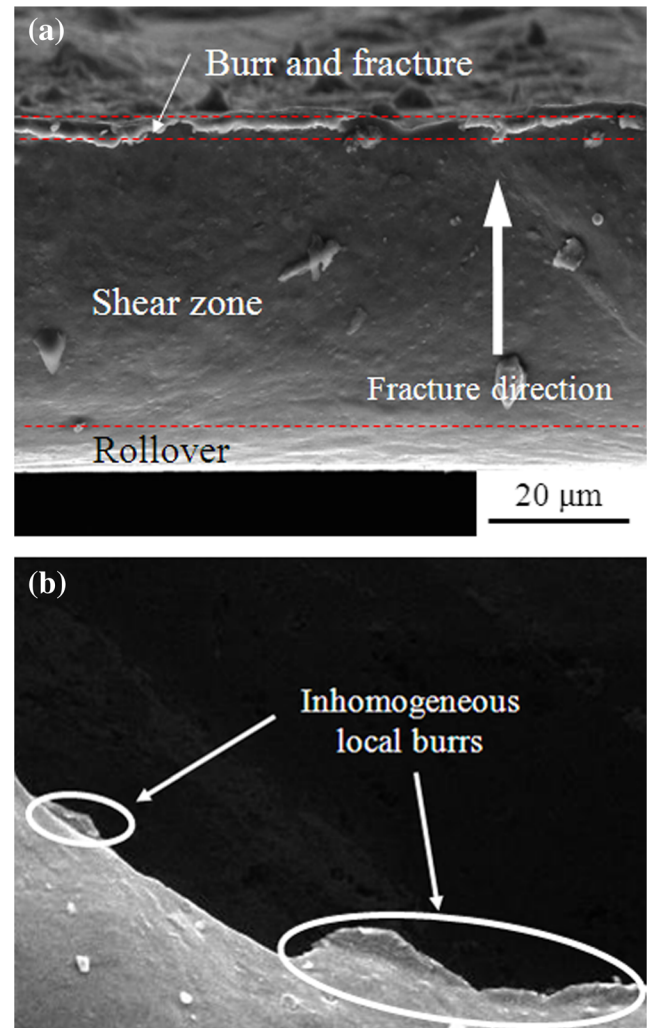 (a)
Burr and fracture
Shear zone
Fracture direction
Rollover
20 μm
(b)
Inhomogeneous
local burrs